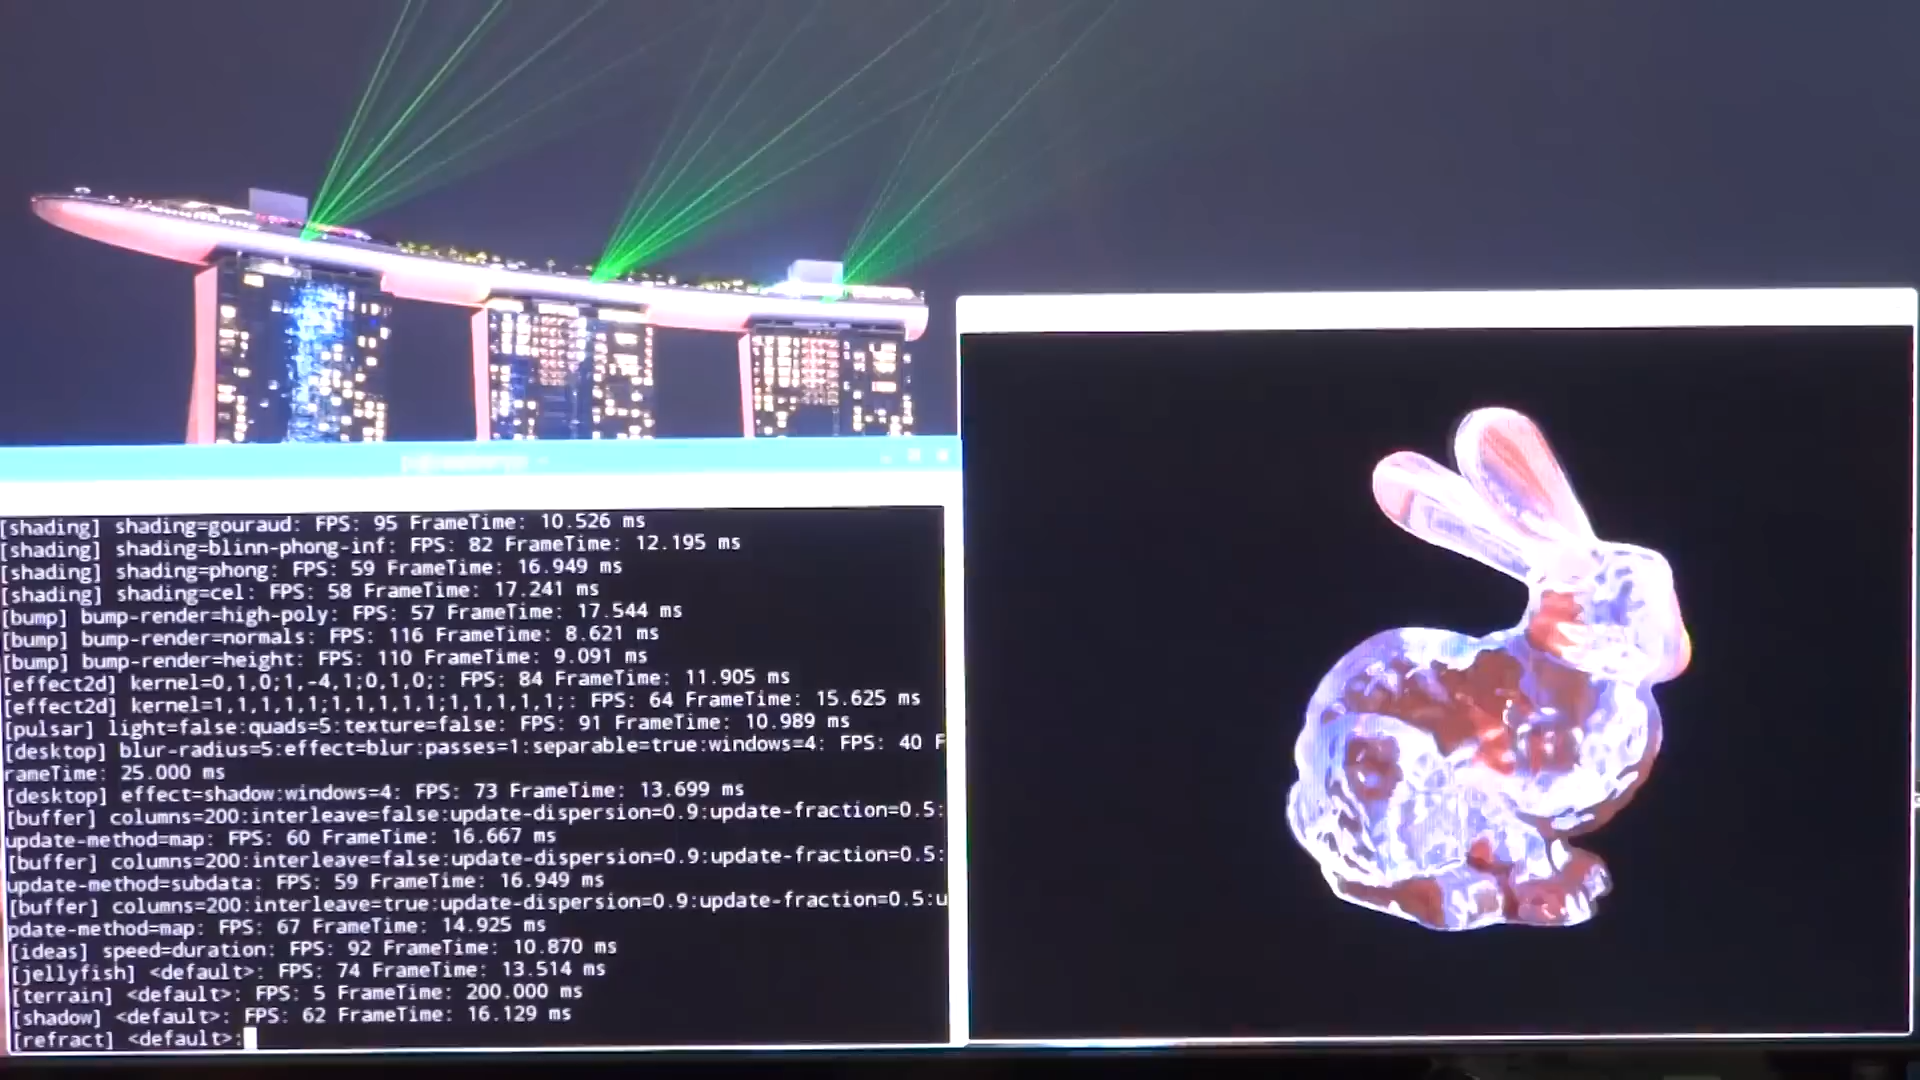 [shading] shading=gouraud: FPS: 95 FrameTime: 10.526 ms
[shading] shading=blinn-phong-inf: FPS: 82 FrameTime: 12.195 ms
[shading] shading=phong: FPS: 59 FrameTime: 16.949 ms
[shading] shading=cel: FPS: 58 FrameTime: 17.241 ms
[bump] bump-render=high-poly: FPS: 57 FrameTime: 17.544 ms
[bump] bump-render=normals: FPS: 116 FrameTime: 8.621 ms
[bump] bump-render=height: FPS: 110 FrameTime: 9.091 ms
[effect2d] kernel=0,1,0;1,-4,1;0,1,0;: FPS: 84 FrameTime: 11.905 ms
[effect2d] kernel=1,1,1,1,1;1,1,1,1,1;1,1,1,1,1;: FPS: 64 FrameTime: 15.625 ms
[pulsar] light=false:quads=5:texture=false: FPS: 91 FrameTime: 10.989 ms
[desktop] blur-radius=5:effect=blur:passes=1:separable=true:windows=4: FPS: 40 F
rameTime: 25.000 ms
[desktop] effect=shadow:windows=4: FPS: 73 FrameTime: 13.699 ms
[buffer] columns=200:interleave=false:update-dispersion=0.9:update-fraction=0.5:
update-method=map: FPS: 60 FrameTime: 16.667 ms
[buffer] columns=200:interleave=false:update-dispersion=0.9:update-fraction=0.5:
update-method=subdata: FPS: 59 FrameTime: 16.949 ms
[buffer] columns=200:interleave=true:update-dispersion=0.9:update-fraction=0.5:u
pdate-method=map: FPS: 67 FrameTime: 14.925 ms
[ideas] speed=duration: FPS: 92 FrameTime: 10.870 ms
[jellyfish] <default>: FPS: 74 FrameTime: 13.514 ms
[terrain] <default>: FPS: 5 FrameTime: 200.000 ms
[shadow] <default>: FPS: 62 FrameTime: 16.129 ms
[refract] <default>: